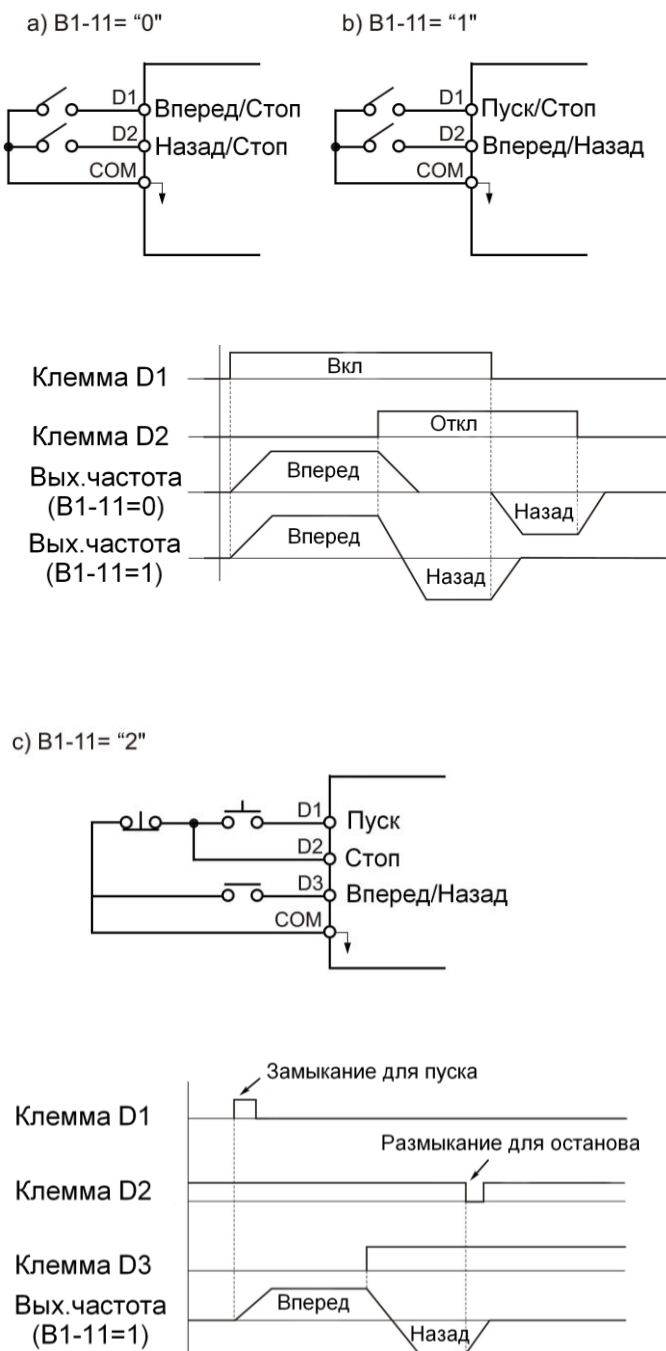 a) B1-11= “0"
b) B1-11= “1"
D1
Вперед/Стоп
D2
Назад/Стоп
COM
D1
Пуск/Стоп
D2
Вперед/Назад
COM
Клемма D1
Вкл
Клемма D2
Откл
Вых.частота
(B1-11=0)
Вперед
Назад
Вых.частота
(B1-11=1)
Вперед
Назад
c) B1-11= “2"
D1
Пуск
D2
Стоп
D3
Вперед/Назад
COM
Замыкание для пуска
Клемма D1
Размыкание для останова
Клемма D2
Клемма D3
Вых.частота
(B1-11=1)
Вперед
Назад